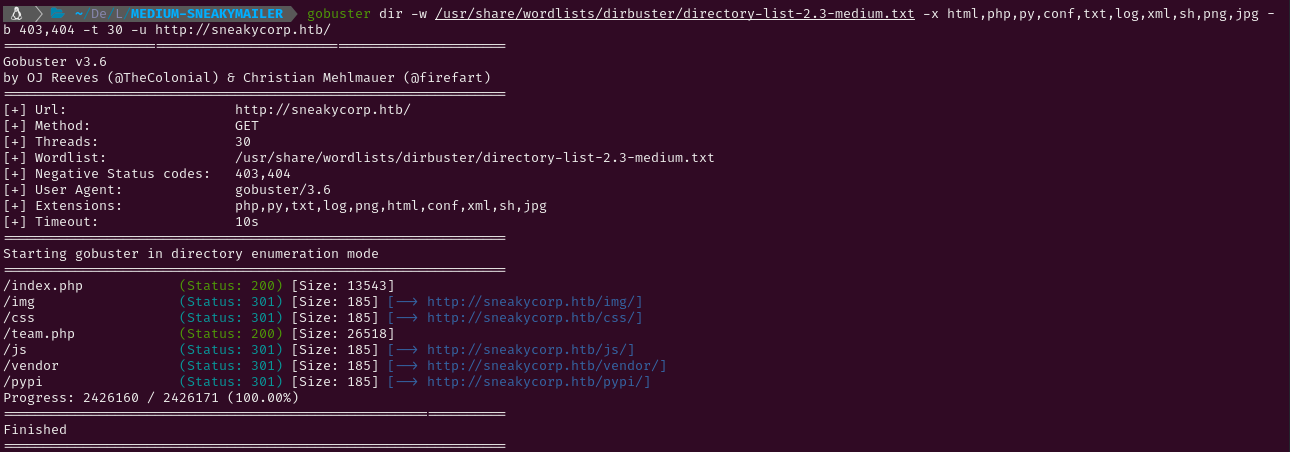 ~/De/L MEDIUM-SNEAKYMAILER gobuster dir -w /usr/share/wordlists/dirbuster/directory-list-2.3-medium.txt -x html,php,py,conf,txt,log,xml,sh,png,jpg -
b 403,404 -t 30 -u http://sneakycorp.htb/
===============================================================
Gobuster v3.6
by OJ Reeves (@TheColonial) & Christian Mehlmauer (@firefart)
===============================================================
[+] Url: http://sneakycorp.htb/
[+] Method: GET
[+] Threads: 30
[+] Wordlist: /usr/share/wordlists/dirbuster/directory-list-2.3-medium.txt
[+] Negative Status codes: 403,404
[+] User Agent: gobuster/3.6
[+] Extensions: php,py,txt,log,png,html,conf,xml,sh,jpg
[+] Timeout: 10s
===============================================================
Starting gobuster in directory enumeration mode
===============================================================
/index.php (Status: 200) [Size: 13543]
/img (Status: 301) [Size: 185] [--> http://sneakycorp.htb/img/]
/css (Status: 301) [Size: 185] [--> http://sneakycorp.htb/css/]
/team.php (Status: 200) [Size: 26518]
/js (Status: 301) [Size: 185] [--> http://sneakycorp.htb/js/]
/vendor (Status: 301) [Size: 185] [--> http://sneakycorp.htb/vendor/]
/pypi (Status: 301) [Size: 185] [--> http://sneakycorp.htb/pypi/]
Progress: 2426160 / 2426171 (100.00%)
===============================================================
Finished
===============================================================